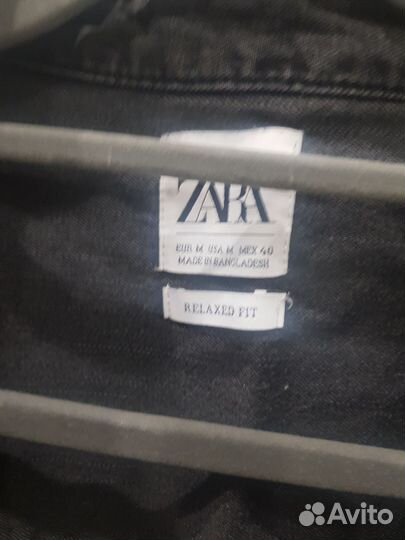 ZARA
EUR M USA M MEX 40
MADE IN BANGLADESH
RELAXED FIT
Avito